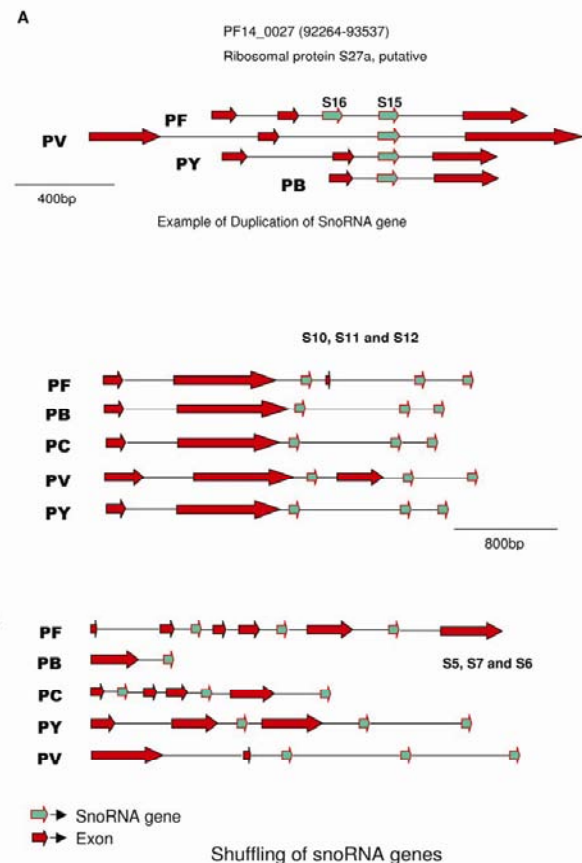 A
PF14_0027 (92264-93537)
Ribosomal protein S27a, putative
S16 S15
PF
PV
PY
PB
400bp
Example of Duplication of SnoRNA gene
S10, S11 and S12
PF
PB
PC
PV
PY
800bp
PF
PB
S5, S7 and S6
PC
PY
PV
SnoRNA gene
Exon
Shuffling of snoRNA genes